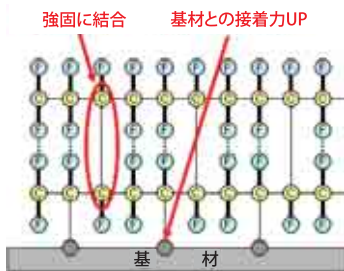 強固に結合 基材との接着力UP
F F F F F F F F F F
C C C C C C C C C C
F F F F F F F F F
F F F F F F F F F
C C C C C C C C C C
F F F F F F F
基 材